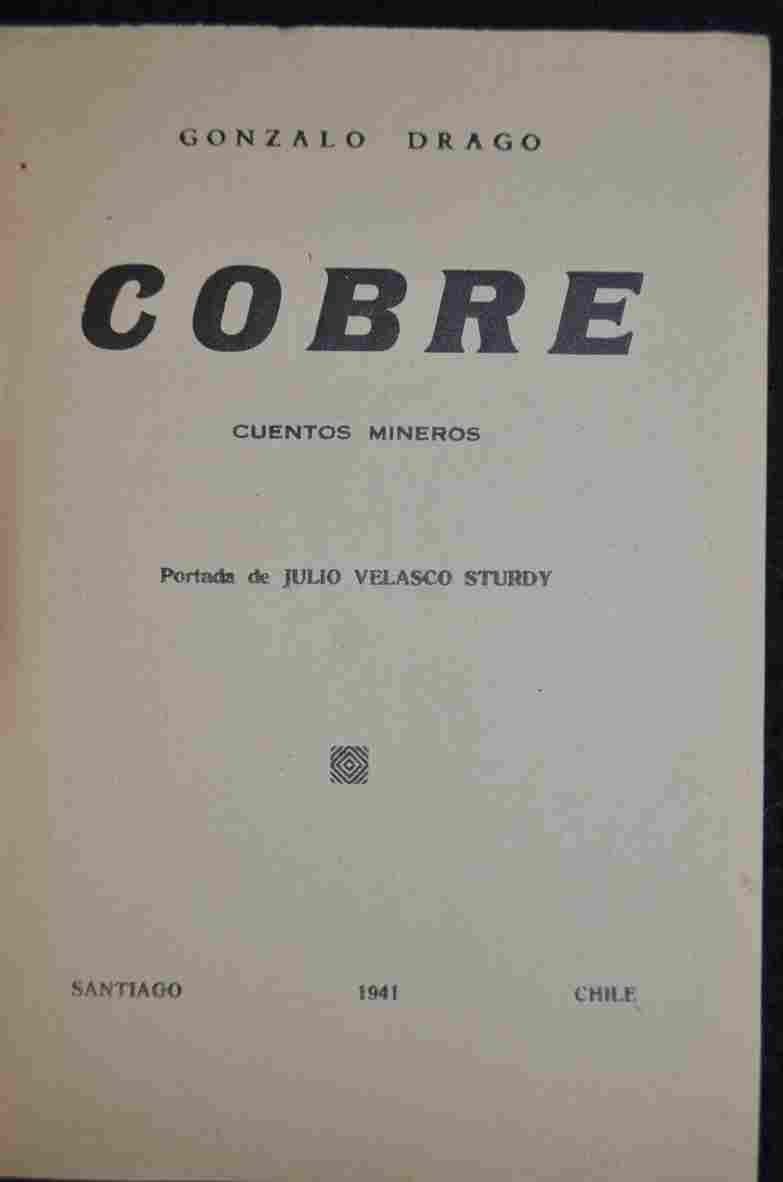 GONZALO DRAGO
COBRE
CUENTOS MINEROS
Portada de JULIO VELASCO STURDY
SANTIAGO 1941 CHILE